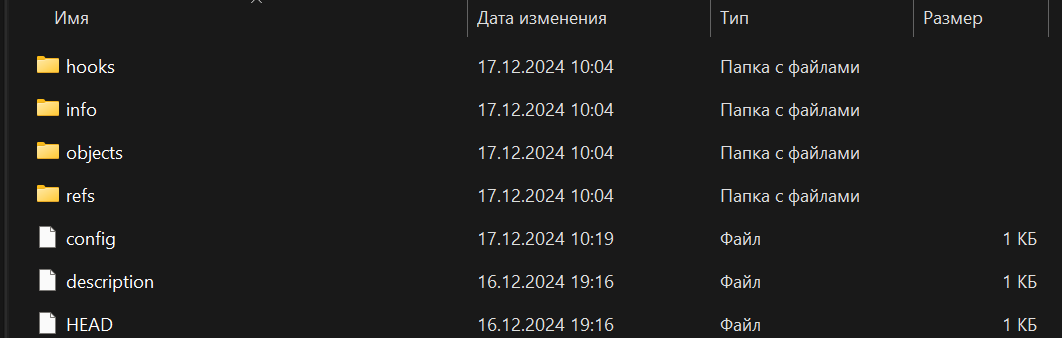 Имя Дата изменения Тип Размер
hooks 17.12.2024 10:04 Папка с файлами
info 17.12.2024 10:04 Папка с файлами
objects 17.12.2024 10:04 Папка с файлами
refs 17.12.2024 10:04 Папка с файлами
config 17.12.2024 10:19 Файл 1 КБ
description 16.12.2024 19:16 Файл 1 КБ
HEAD 16.12.2024 19:16 Файл 1 КБ